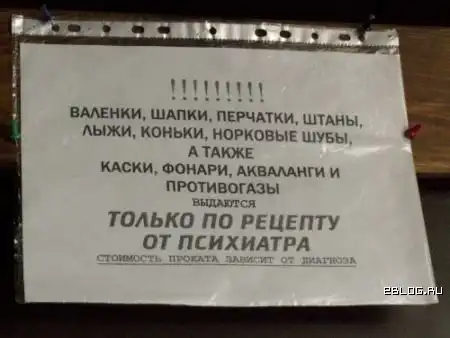 !!!!!!!!!
ВАЛЕНКИ, ШАПКИ, ПЕРЧАТКИ, ШТАНЫ,
ЛЫЖИ, КОНЬКИ, НОРКОВЫЕ ШУБЫ,
А ТАКЖЕ
КАСКИ, ФОНАРИ, АКВАЛАНГИ И
ПРОТИВОГАЗЫ
ВЫДАЮТСЯ
ТОЛЬКО ПО РЕЦЕПТУ
ОТ ПСИХИАТРА
СТОИМОСТЬ ПРОКАТА ЗАВИСИТ ОТ ДИАГНОЗА
2BLOG.RU